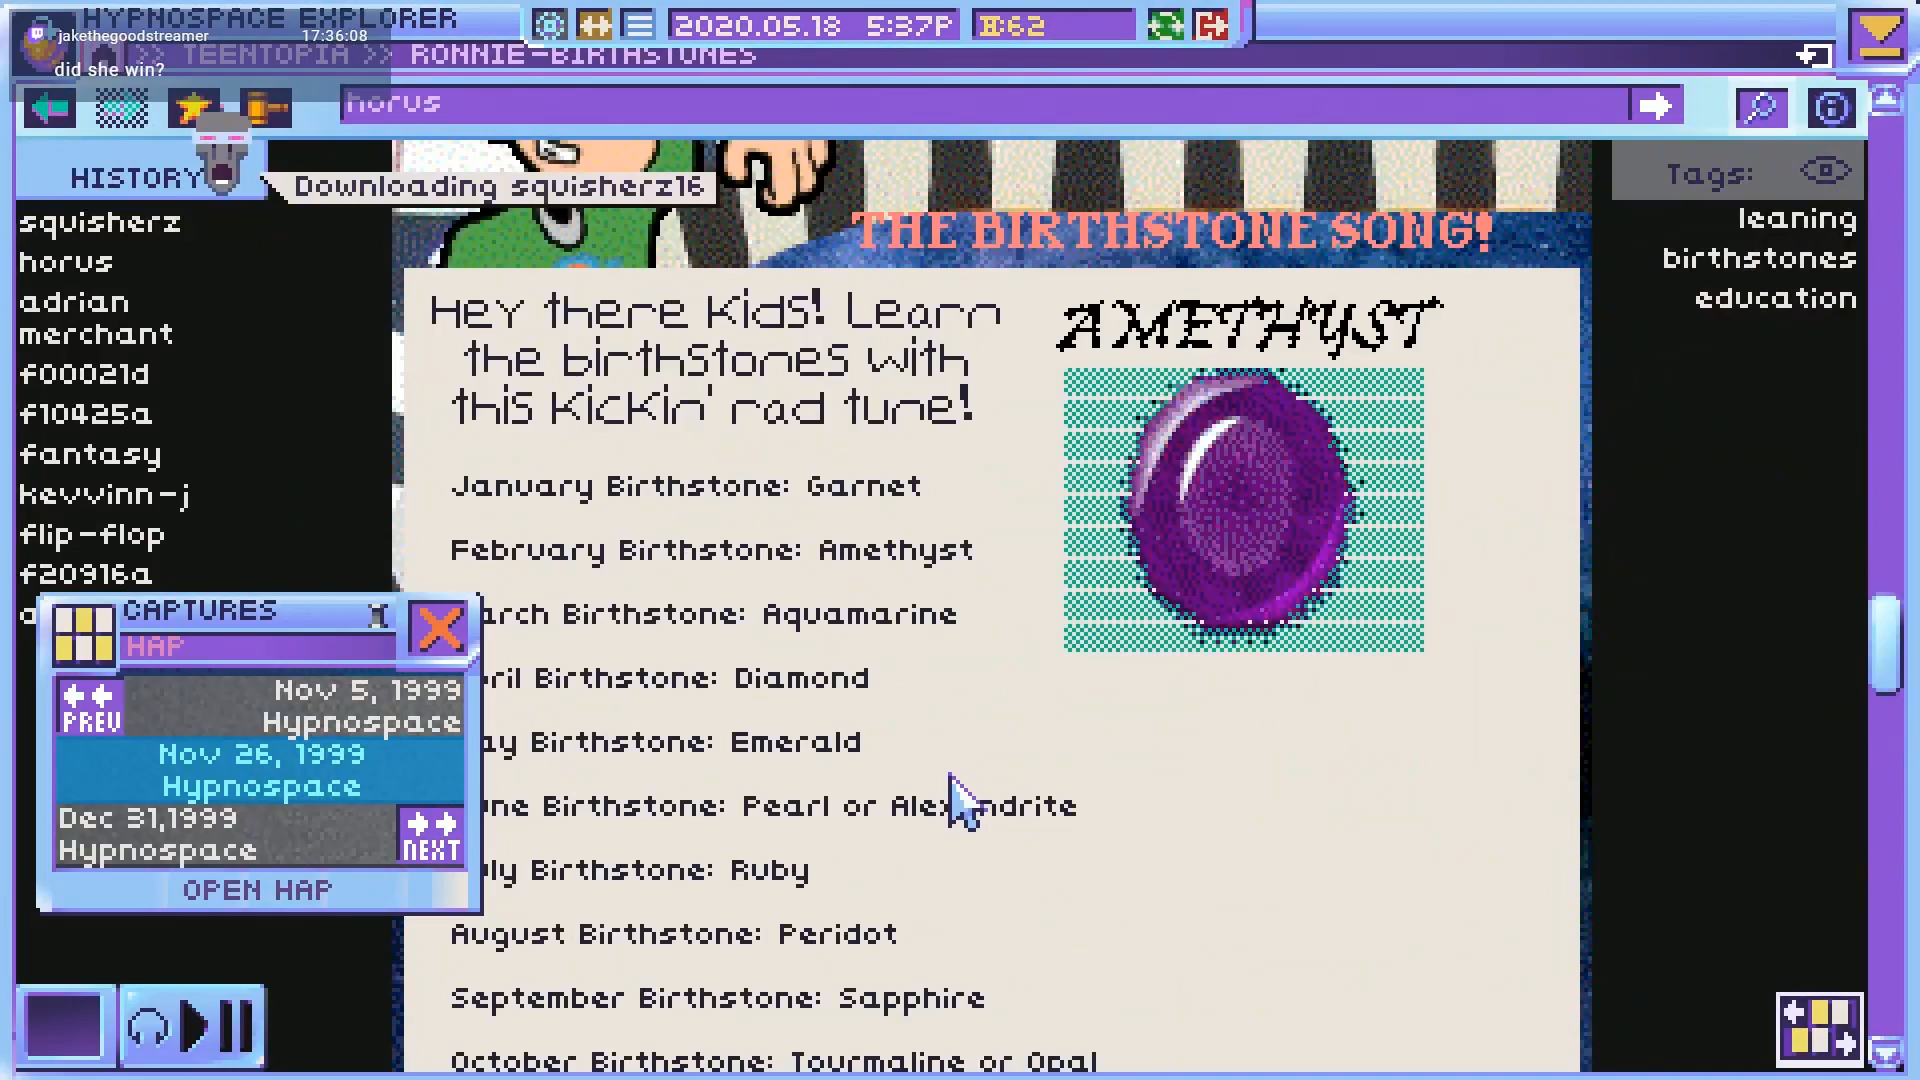 HYPNOSPACE EXPLORER
2020.05.18 5:37P
62
jakethegoodstreamer 17:36:08
>> TEENTOPIA >> RONNIE-BIRTHSTONES
did she win?
horus
HISTORY
Downloading squisherz16
squisherz
horus
adrian
merchant
f00021d
f10425a
fantasy
kevvinn-j
flip-flop
f20916a
CAPTURES
HAP
PREV
Nov 5, 1999
Hypnospace
Nov 26, 1999
Hypnospace
Dec 31,1999
Hypnospace
NEXT
OPEN HAP
THE BIRTHSTONE SONG!
Hey there Kids! Learn
the birthstones with
this Kickin' rad tune!
January Birthstone: Garnet
February Birthstone: Amethyst
arch Birthstone: Aquamarine
ril Birthstone: Diamond
ay Birthstone: Emerald
ne Birthstone: Pearl or Alexandrite
ly Birthstone: Ruby
August Birthstone: Peridot
September Birthstone: Sapphire
October Birthstone: Tourmaline or Opal
AMETHYST
Tags:
leaning
birthstones
education